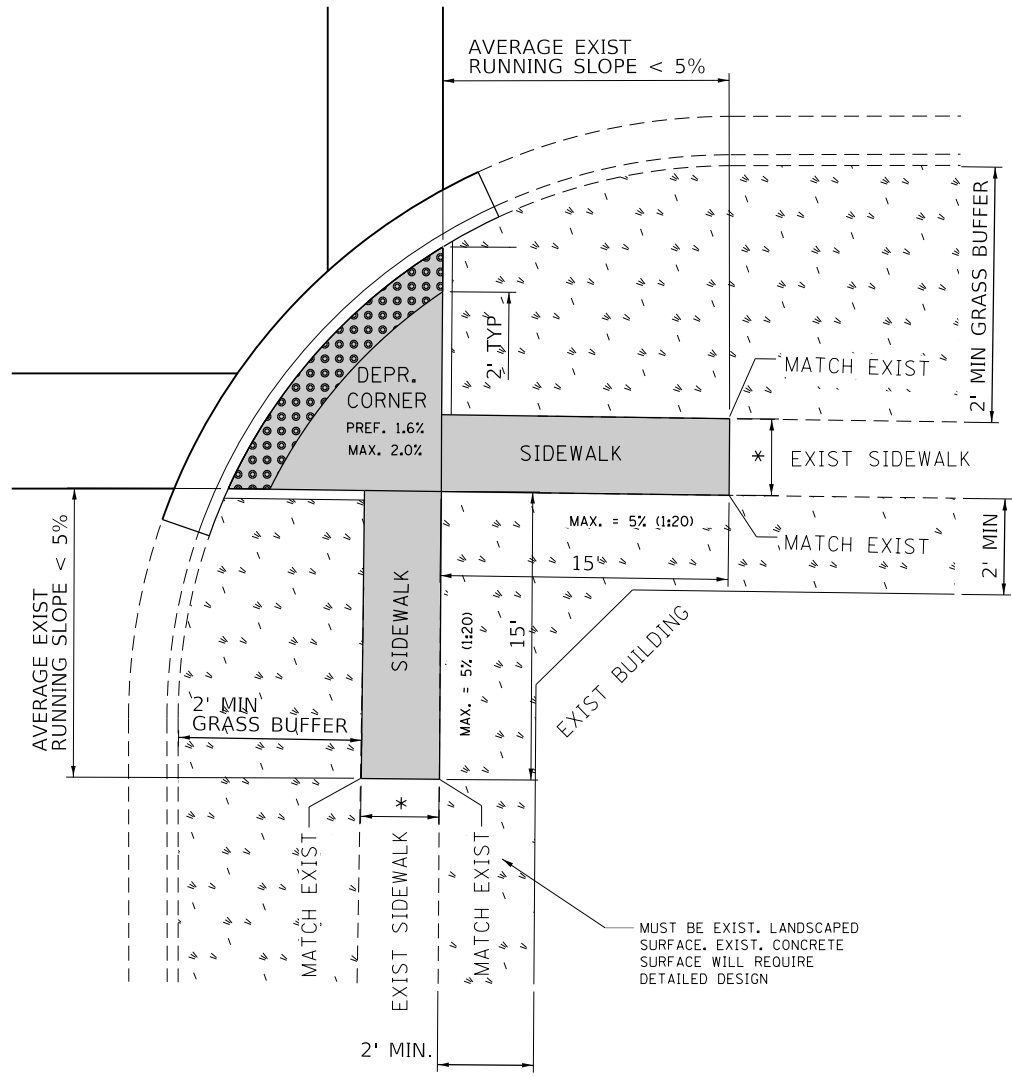 AVERAGE EXIST
RUNNING SLOPE < 5%
2' MIN GRASS BUFFER
2' TYP
DEPR.
CORNER
PREF. 1.6%
MAX. 2.0%
MATCH EXIST
SIDEWALK
*
EXIST SIDEWALK
MAX. = 5% (1:20)
15'
MATCH EXIST
2' MIN
AVERAGE EXIST
RUNNING SLOPE < 5%
SIDEWALK
MAX. = 5% (1:20)
15'
EXIST BUILDING
2' MIN
GRASS BUFFER
*
MATCH EXIST
EXIST SIDEWALK
MATCH EXIST
MUST BE EXIST. LANDSCAPED
SURFACE. EXIST. CONCRETE
SURFACE WILL REQUIRE
DETAILED DESIGN
2' MIN.